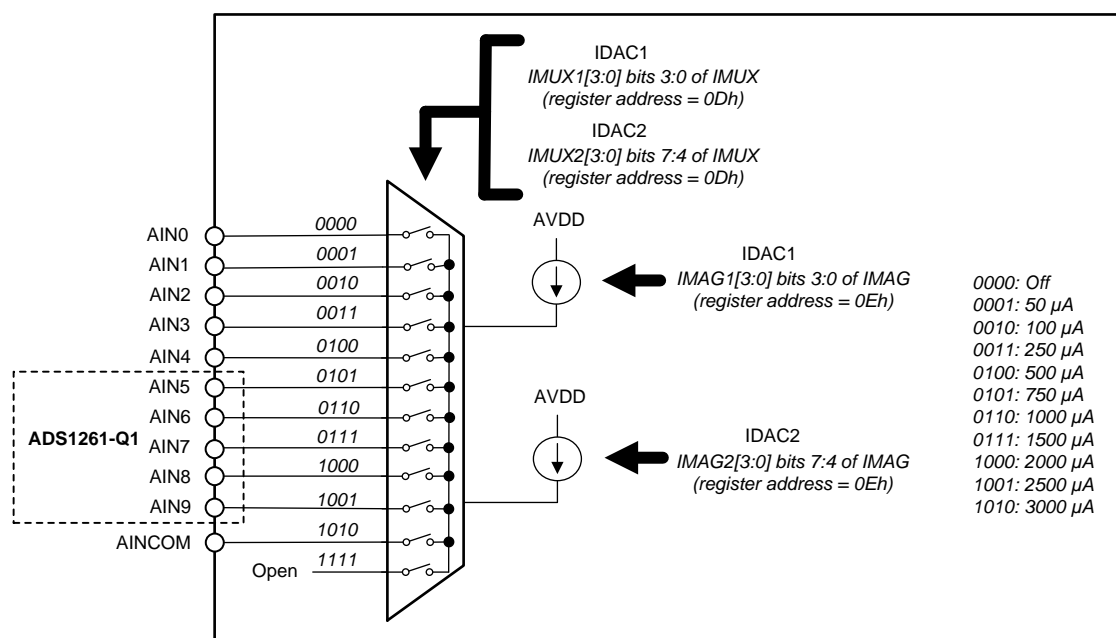 IDAC1
IMUX1[3:0] bits 3:0 of IMUX
(register address = 0Dh)
IDAC2
IMUX2[3:0] bits 7:4 of IMUX
(register address = 0Dh)
AIN0
0000
AIN1
0001
AIN2
0010
AIN3
0011
AIN4
0100
AIN5
0101
AIN6
0110
AIN7
0111
AIN8
1000
AIN9
1001
AINCOM
1010
Open
1111
ADS1261-Q1
AVDD
IDAC1
IMAG1[3:0] bits 3:0 of IMAG
(register address = 0Eh)
AVDD
IDAC2
IMAG2[3:0] bits 7:4 of IMAG
(register address = 0Eh)
0000: Off
0001: 50 µA
0010: 100 µA
0011: 250 µA
0100: 500 µA
0101: 750 µA
0110: 1000 µA
0111: 1500 µA
1000: 2000 µA
1001: 2500 µA
1010: 3000 µA